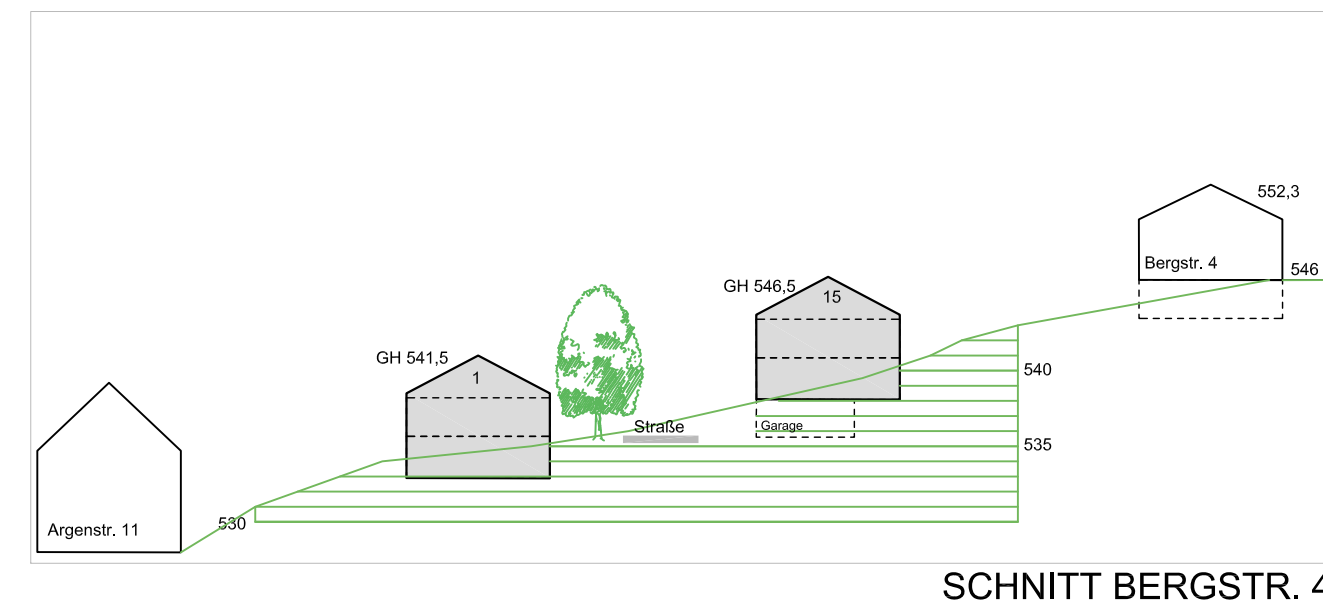 552,3
Bergstr. 4
546
GH 546,5
15
GH 541,5
1
540
Straße
Garage
535
530
Argenstr. 11
SCHNITT BERGSTR. 4